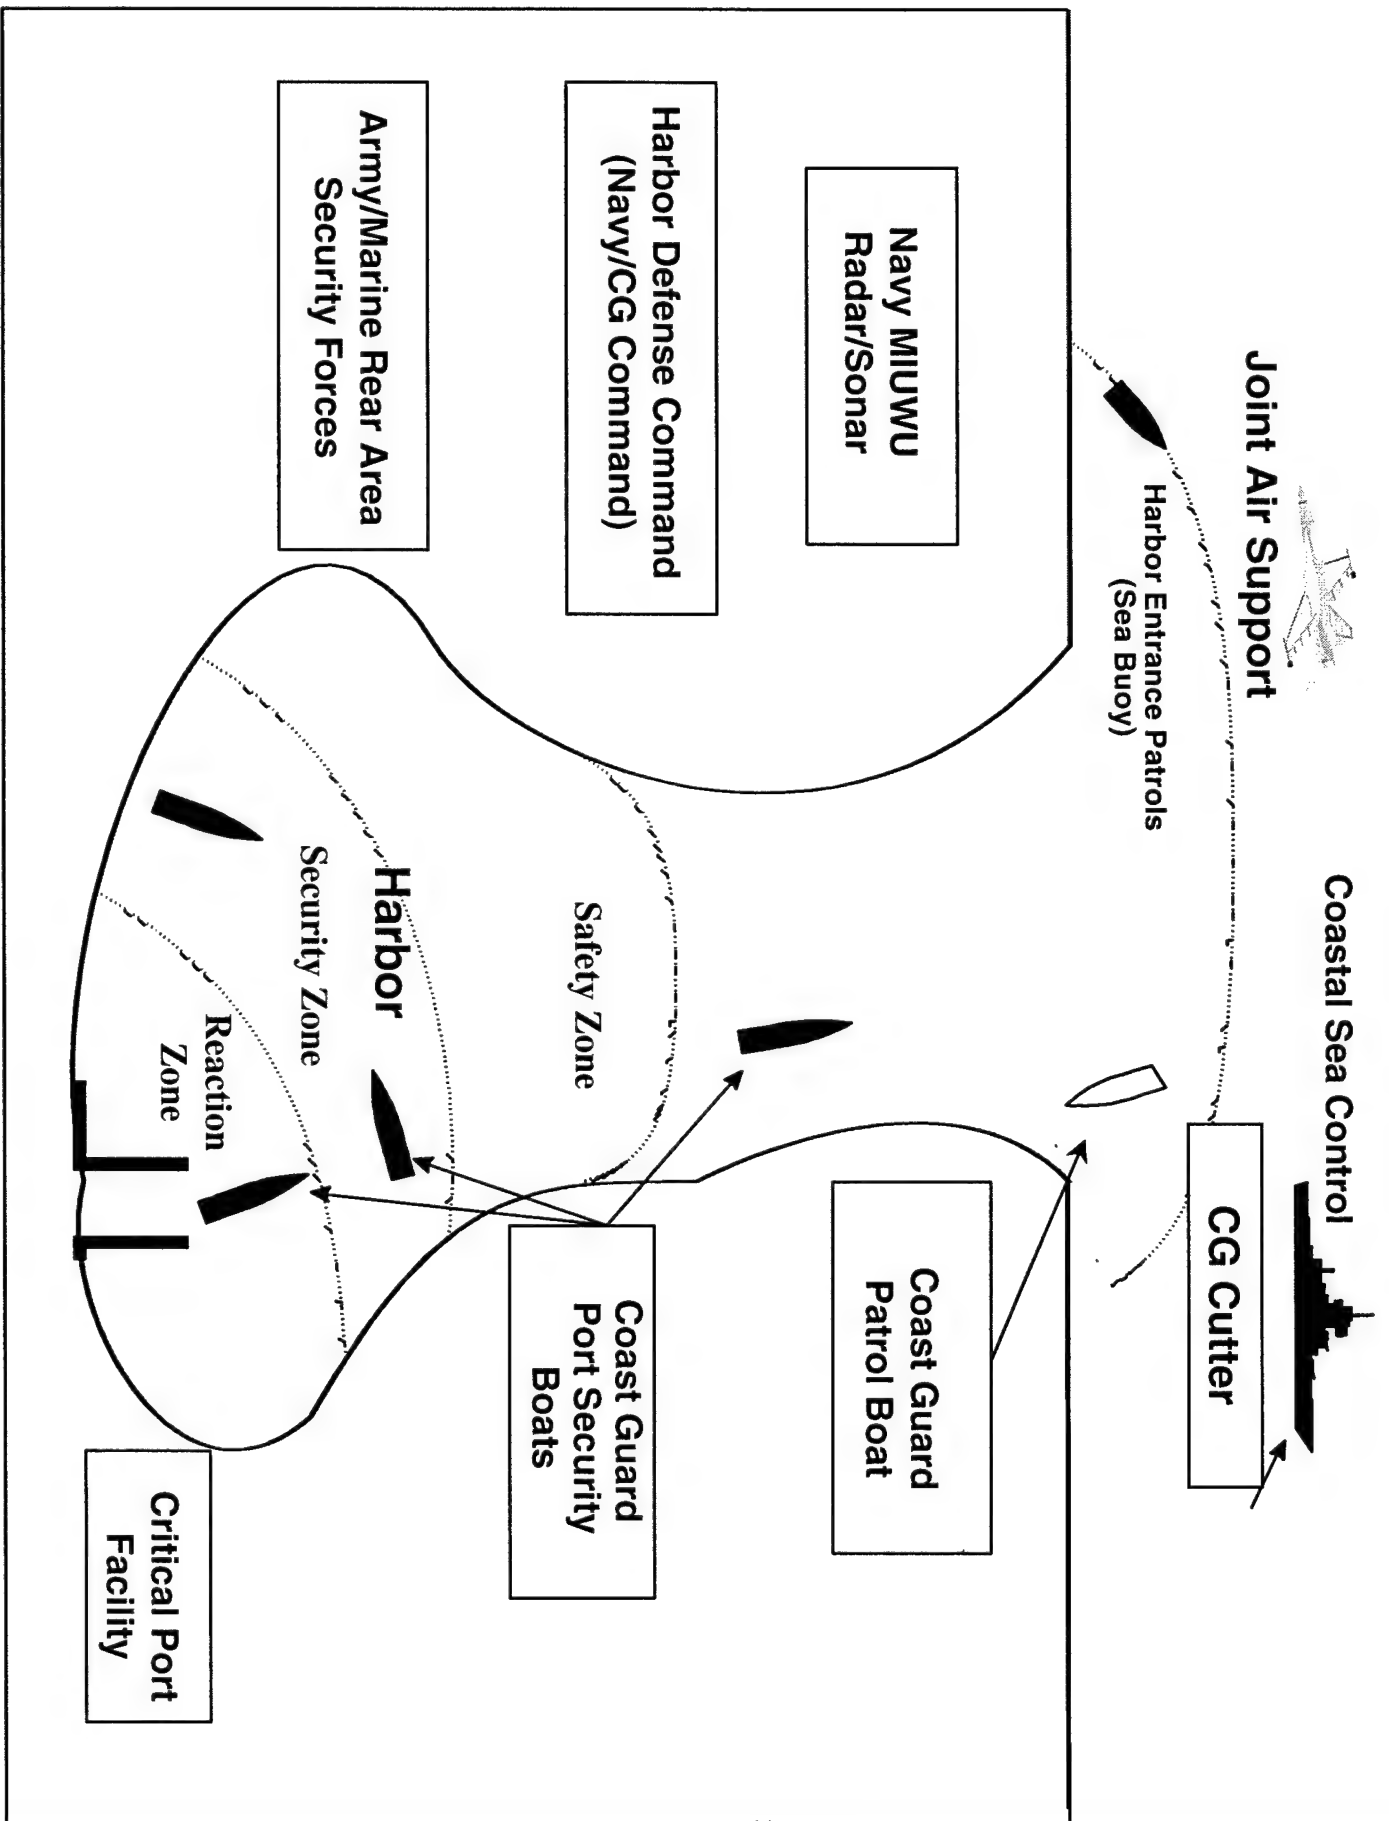 Joint Air Support
Coastal Sea Control
Harbor Entrance Patrols
(Sea Buoy)
CG Cutter
Navy MIUWU
Radar/Sonar
Coast Guard
Patrol Boat
Harbor Defense Command
(Navy/CG Command)
Safety Zone
Coast Guard
Port Security
Boats
Army/Marine Rear Area
Security Forces
Harbor
Security Zone
Reaction
Zone
Critical Port
Facility